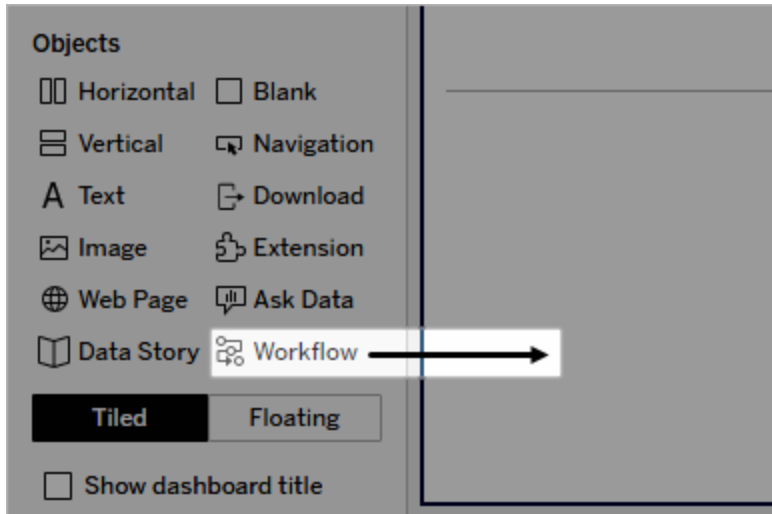 Objects
Horizontal Blank
Vertical Navigation
Text Download
Image Extension
Web Page Ask Data
Data Story Workflow
Tiled Floating
Show dashboard title